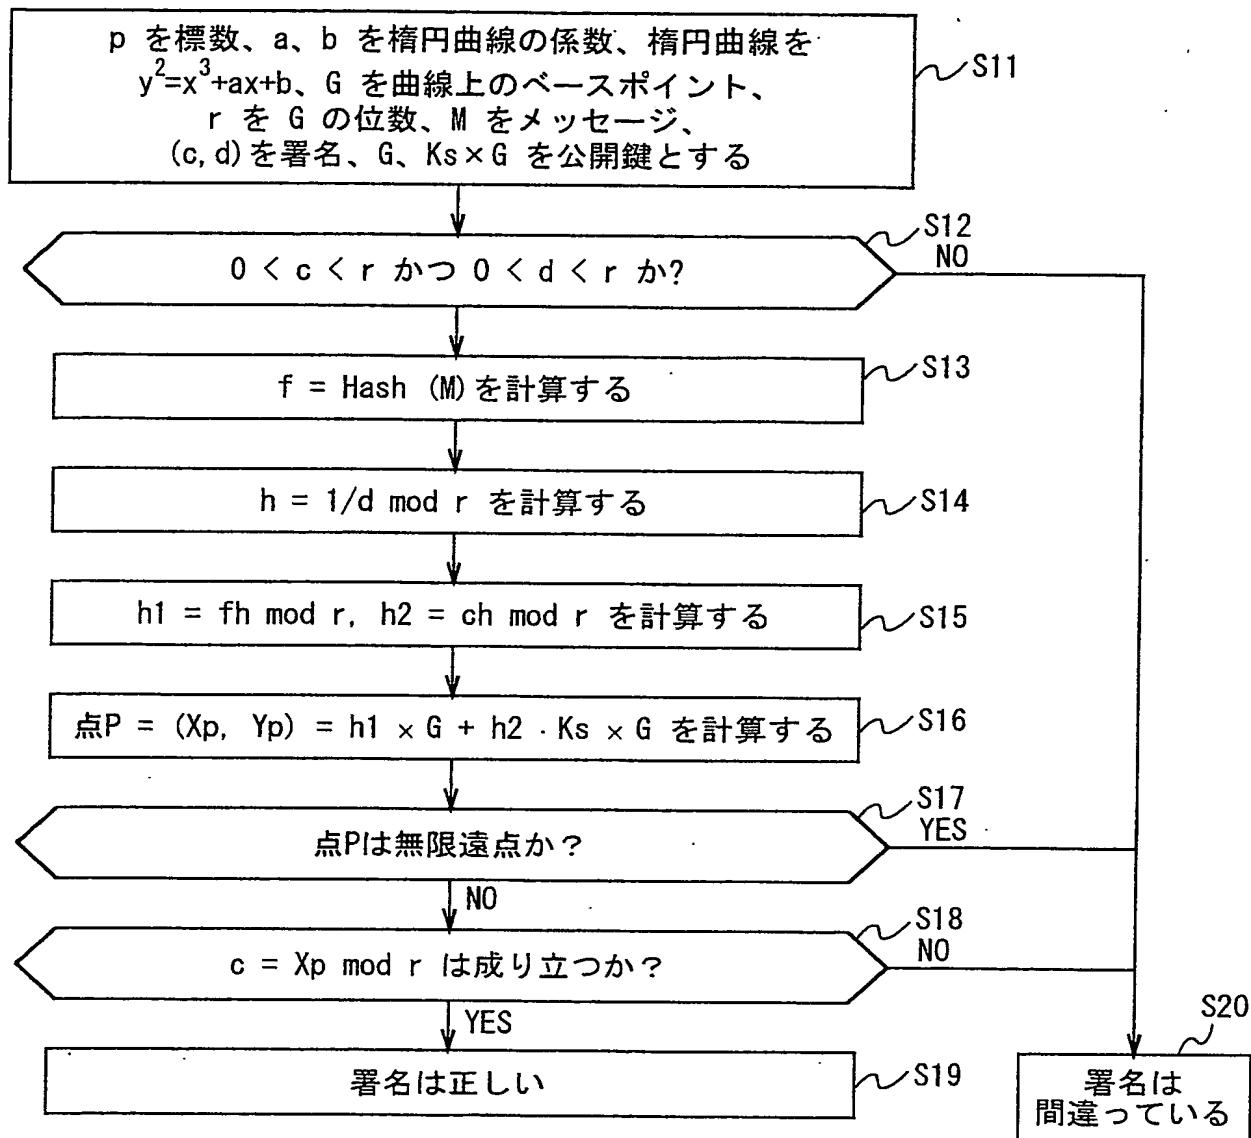 p を標数、a、b を楕円曲線の係数、楕円曲線を
y²=x³+ax+b、G を曲線上のベースポイント、
r を G の位数、M をメッセージ、
(c,d)を署名、G、Ks×G を公開鍵とする
S11
0 < c < r かつ 0 < d < r か?
S12
NO
f = Hash (M)を計算する
S13
h = 1/d mod r を計算する
S14
h1 = fh mod r, h2 = ch mod r を計算する
S15
点P = (Xp, Yp) = h1 × G + h2 · Ks × G を計算する
S16
点Pは無限遠点か?
S17
YES
NO
c = Xp mod r は成り立つか?
S18
NO
YES
署名は正しい
S19
S20
署名は
間違っている